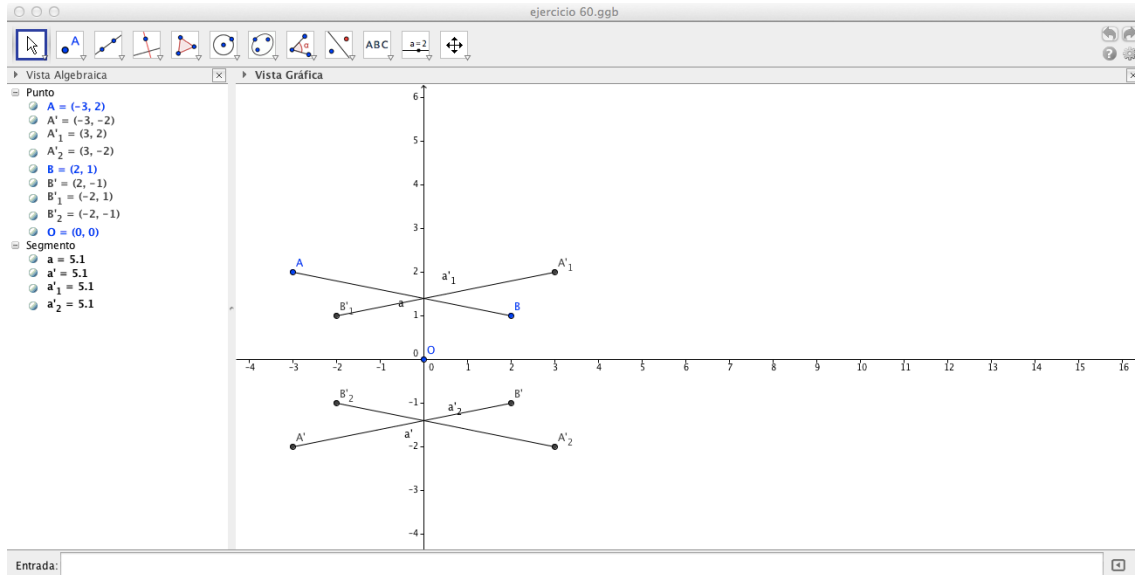 ejercicio 60.ggb
A
α
ABC
a=2
Vista Algebraica
Vista Gráfica
Punto
A = (-3, 2)
A' = (-3, -2)
A'₁ = (3, 2)
A'₂ = (3, -2)
B = (2, 1)
B' = (2, -1)
B'₁ = (-2, 1)
B'₂ = (-2, -1)
O = (0, 0)
Segmento
a = 5.1
a' = 5.1
a'₁ = 5.1
a'₂ = 5.1
6
5
4
3
A
2
a'₁
A'₁
B'₁
a
1
B
0
O
-4 -3 -2 -1 0 1 2 3 4 5 6 7 8 9 10 11 12 13 14 15 16
B'₂
-1
a'₂
B'
A'
a'
-2
A'₂
-3
-4
Entrada: